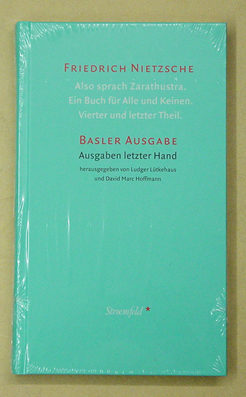 FRIEDRICH NIETZSCHE
Also sprach Zarathustra.
Ein Buch für Alle und Keinen.
Vierter und letzter Theil.
BASLER AUSGABE
Ausgaben letzter Hand
herausgegeben von Ludger Lütkehaus
und David Marc Hoffmann
Stroemfeld